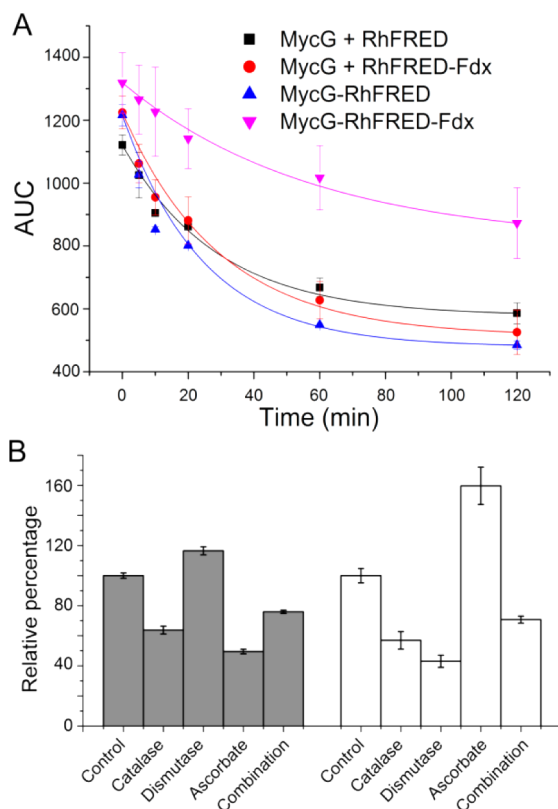 A
MycG + RhFRED
MycG + RhFRED-Fdx
MycG-RhFRED
MycG-RhFRED-Fdx
AUC
1400
1200
1000
800
600
400
0 20 40 60 80 100 120
Time (min)
B
Relative percentage
160
120
80
40
0
Control Catalase Dismutase Ascorbate Combination Control Catalase Dismutase Ascorbate Combination